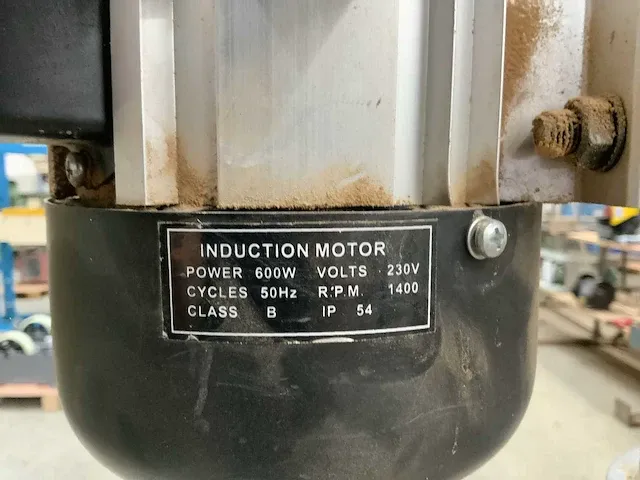 INDUCTION MOTOR
POWER 600W VOLTS 230V
CYCLES 50Hz R.P.M. 1400
CLASS B IP 54